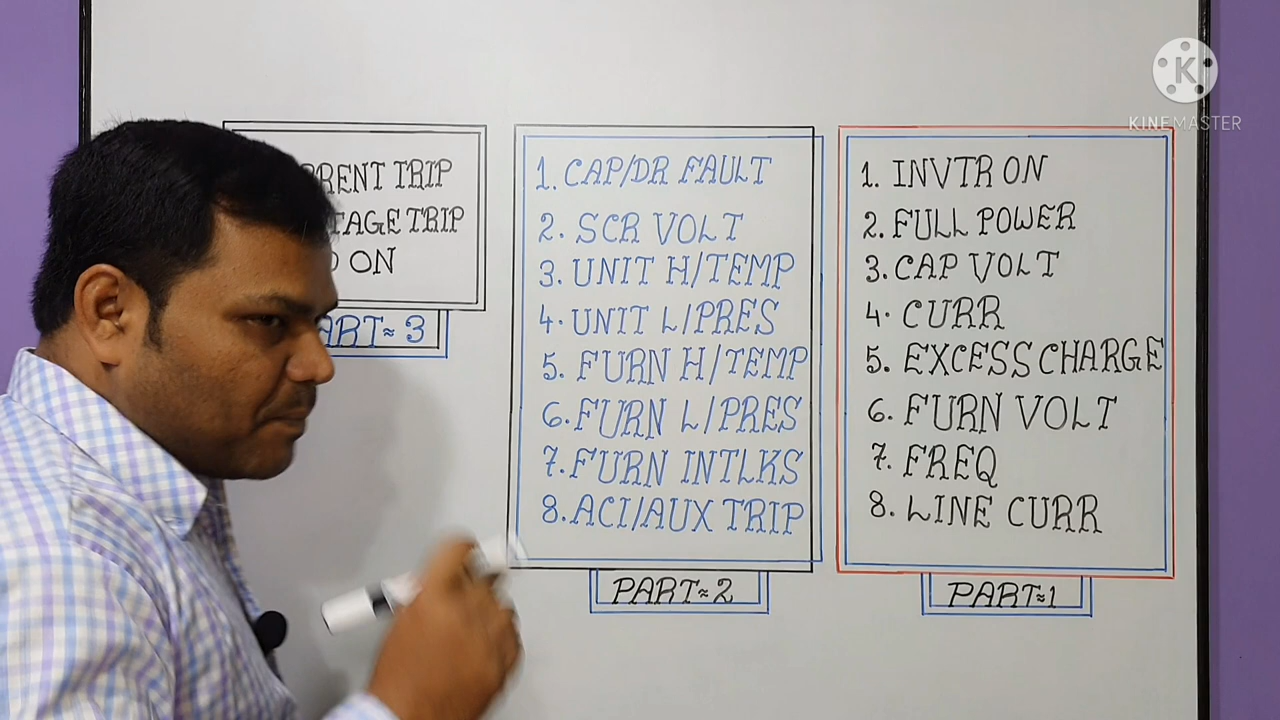 TRIP
TRIP
ON
3
1. CAP/DR FAULT
2. SCR VOLT
3. UNIT H/TEMP
4. UNIT L/PRES
5. FURN H/TEMP
6. FURN L/PRES
7. FURN INTLKS
8. ACI/AUX TRIP
PART≈2
1. INVTR ON
2. FULL POWER
3. CAP VOLT
4. CURR
5. EXCESS CHARGE
6. FURN VOLT
7. FREQ
8. LINE CURR
PART≈1
K
KINEMASTER